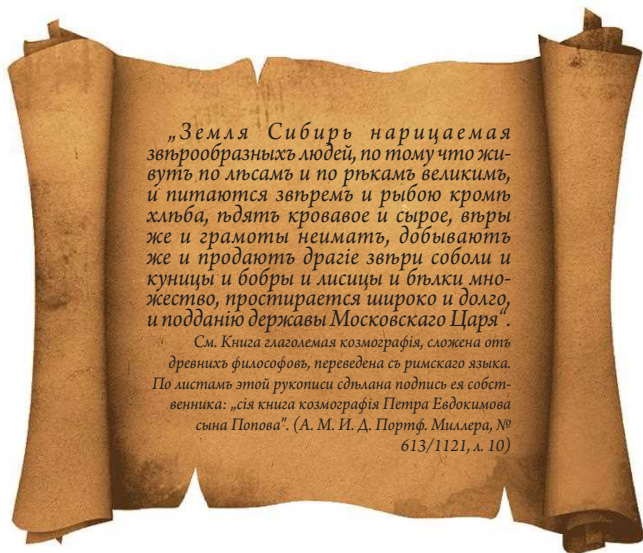 „Земля Сибирь нарицаемая
звѣрообразныхъ людей, по тому что жи-
вутъ по лѣсамъ и по рѣкамъ великимъ,
и питаются звѣремъ и рыбою кромѣ
хлѣба, ѣдятъ кровавое и сырое, вѣры
же и грамоты неиматъ, добываютъ
же и продаютъ драгіе звѣри соболи и
куницы и бобры и лисицы и бѣлки мно-
жество, простирается широко и долго,
и подданію державы Московскаго Царя“.
См. Книга глаголемая козмографія, сложена отъ
древнихъ философовъ, переведена съ римскаго языка.
По листамъ этой рукописи сдѣлана подпись ея собст-
венника: „сія книга козмографія Петра Евдокимова
сына Попова". (А. М. И. Д. Портф. Миллера, №
613/1121, л. 10)